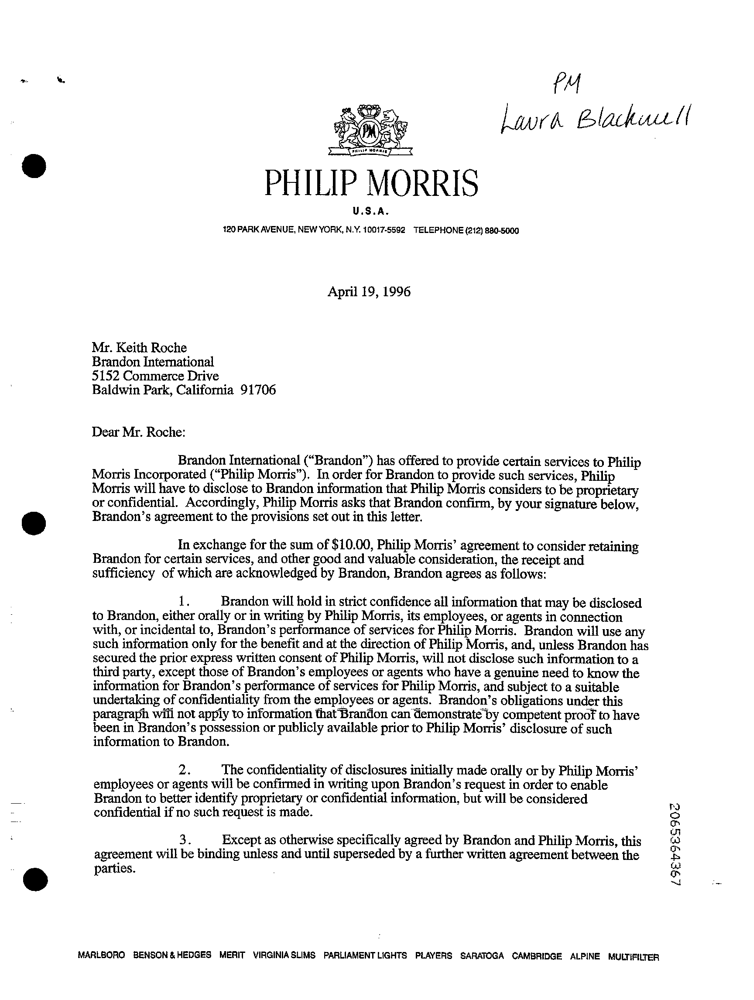 PM
Laura Blackwell
PM
PHILIP MORRIS
PHILIP MORRIS
U.S.A.
120 PARK AVENUE, NEW YORK, N.Y. 10017-5592 TELEPHONE (212) 880-5000
April 19, 1996
Mr. Keith Roche
Brandon International
5152 Commerce Drive
Baldwin Park, California 91706
Dear Mr. Roche:
Brandon International (“Brandon”) has offered to provide certain services to Philip
Morris Incorporated (“Philip Morris”). In order for Brandon to provide such services, Philip
Morris will have to disclose to Brandon information that Philip Morris considers to be proprietary
or confidential. Accordingly, Philip Morris asks that Brandon confirm, by your signature below,
Brandon’s agreement to the provisions set out in this letter.
In exchange for the sum of $10.00, Philip Morris’ agreement to consider retaining
Brandon for certain services, and other good and valuable consideration, the receipt and
sufficiency of which are acknowledged by Brandon, Brandon agrees as follows:
1. Brandon will hold in strict confidence all information that may be disclosed
to Brandon, either orally or in writing by Philip Morris, its employees, or agents in connection
with, or incidental to, Brandon’s performance of services for Philip Morris. Brandon will use any
such information only for the benefit and at the direction of Philip Morris, and, unless Brandon has
secured the prior express written consent of Philip Morris, will not disclose such information to a
third party, except those of Brandon’s employees or agents who have a genuine need to know the
information for Brandon’s performance of services for Philip Morris, and subject to a suitable
undertaking of confidentiality from the employees or agents. Brandon’s obligations under this
paragraph will not apply to information that Brandon can demonstrate by competent proof to have
been in Brandon’s possession or publicly available prior to Philip Morris’ disclosure of such
information to Brandon.
2. The confidentiality of disclosures initially made orally or by Philip Morris’
employees or agents will be confirmed in writing upon Brandon’s request in order to enable
Brandon to better identify proprietary or confidential information, but will be considered
confidential if no such request is made.
3. Except as otherwise specifically agreed by Brandon and Philip Morris, this
agreement will be binding unless and until superseded by a further written agreement between the
parties.
2065364367
MARLBORO BENSON & HEDGES MERIT VIRGINIA SLIMS PARLIAMENT LIGHTS PLAYERS SARATOGA CAMBRIDGE ALPINE MULTIFILTER